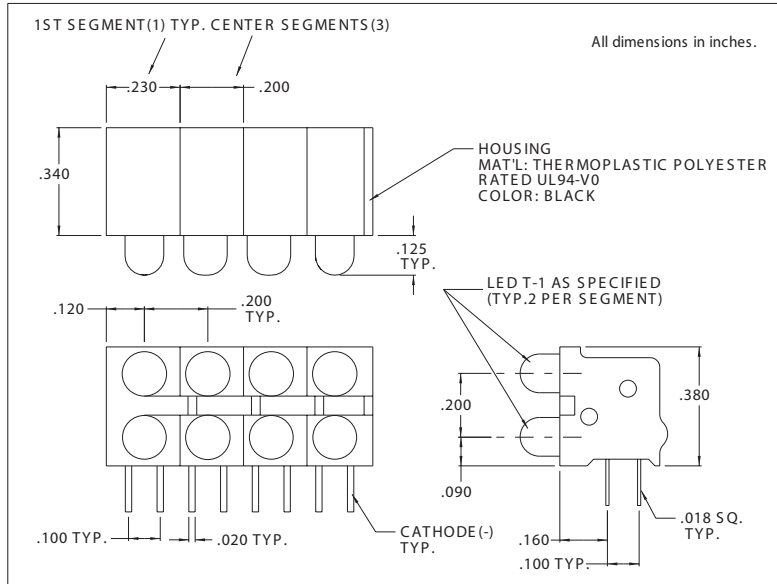 1ST SEGMENT(1) TYP. CENTER SEGMENTS(3)
All dimensions in inches.
.230
.200
.340
HOUSING
MAT'L: THERMOPLASTIC POLYESTER
RATED UL94-V0
COLOR: BLACK
.125
TYP.
LED T-1 AS SPECIFIED
(TYP.2 PER SEGMENT)
.120
.200
TYP.
.200
.380
.090
.100 TYP.
.020 TYP.
CATHODE(-)
TYP.
.160
.018 SQ.
TYP.
.100 TYP.